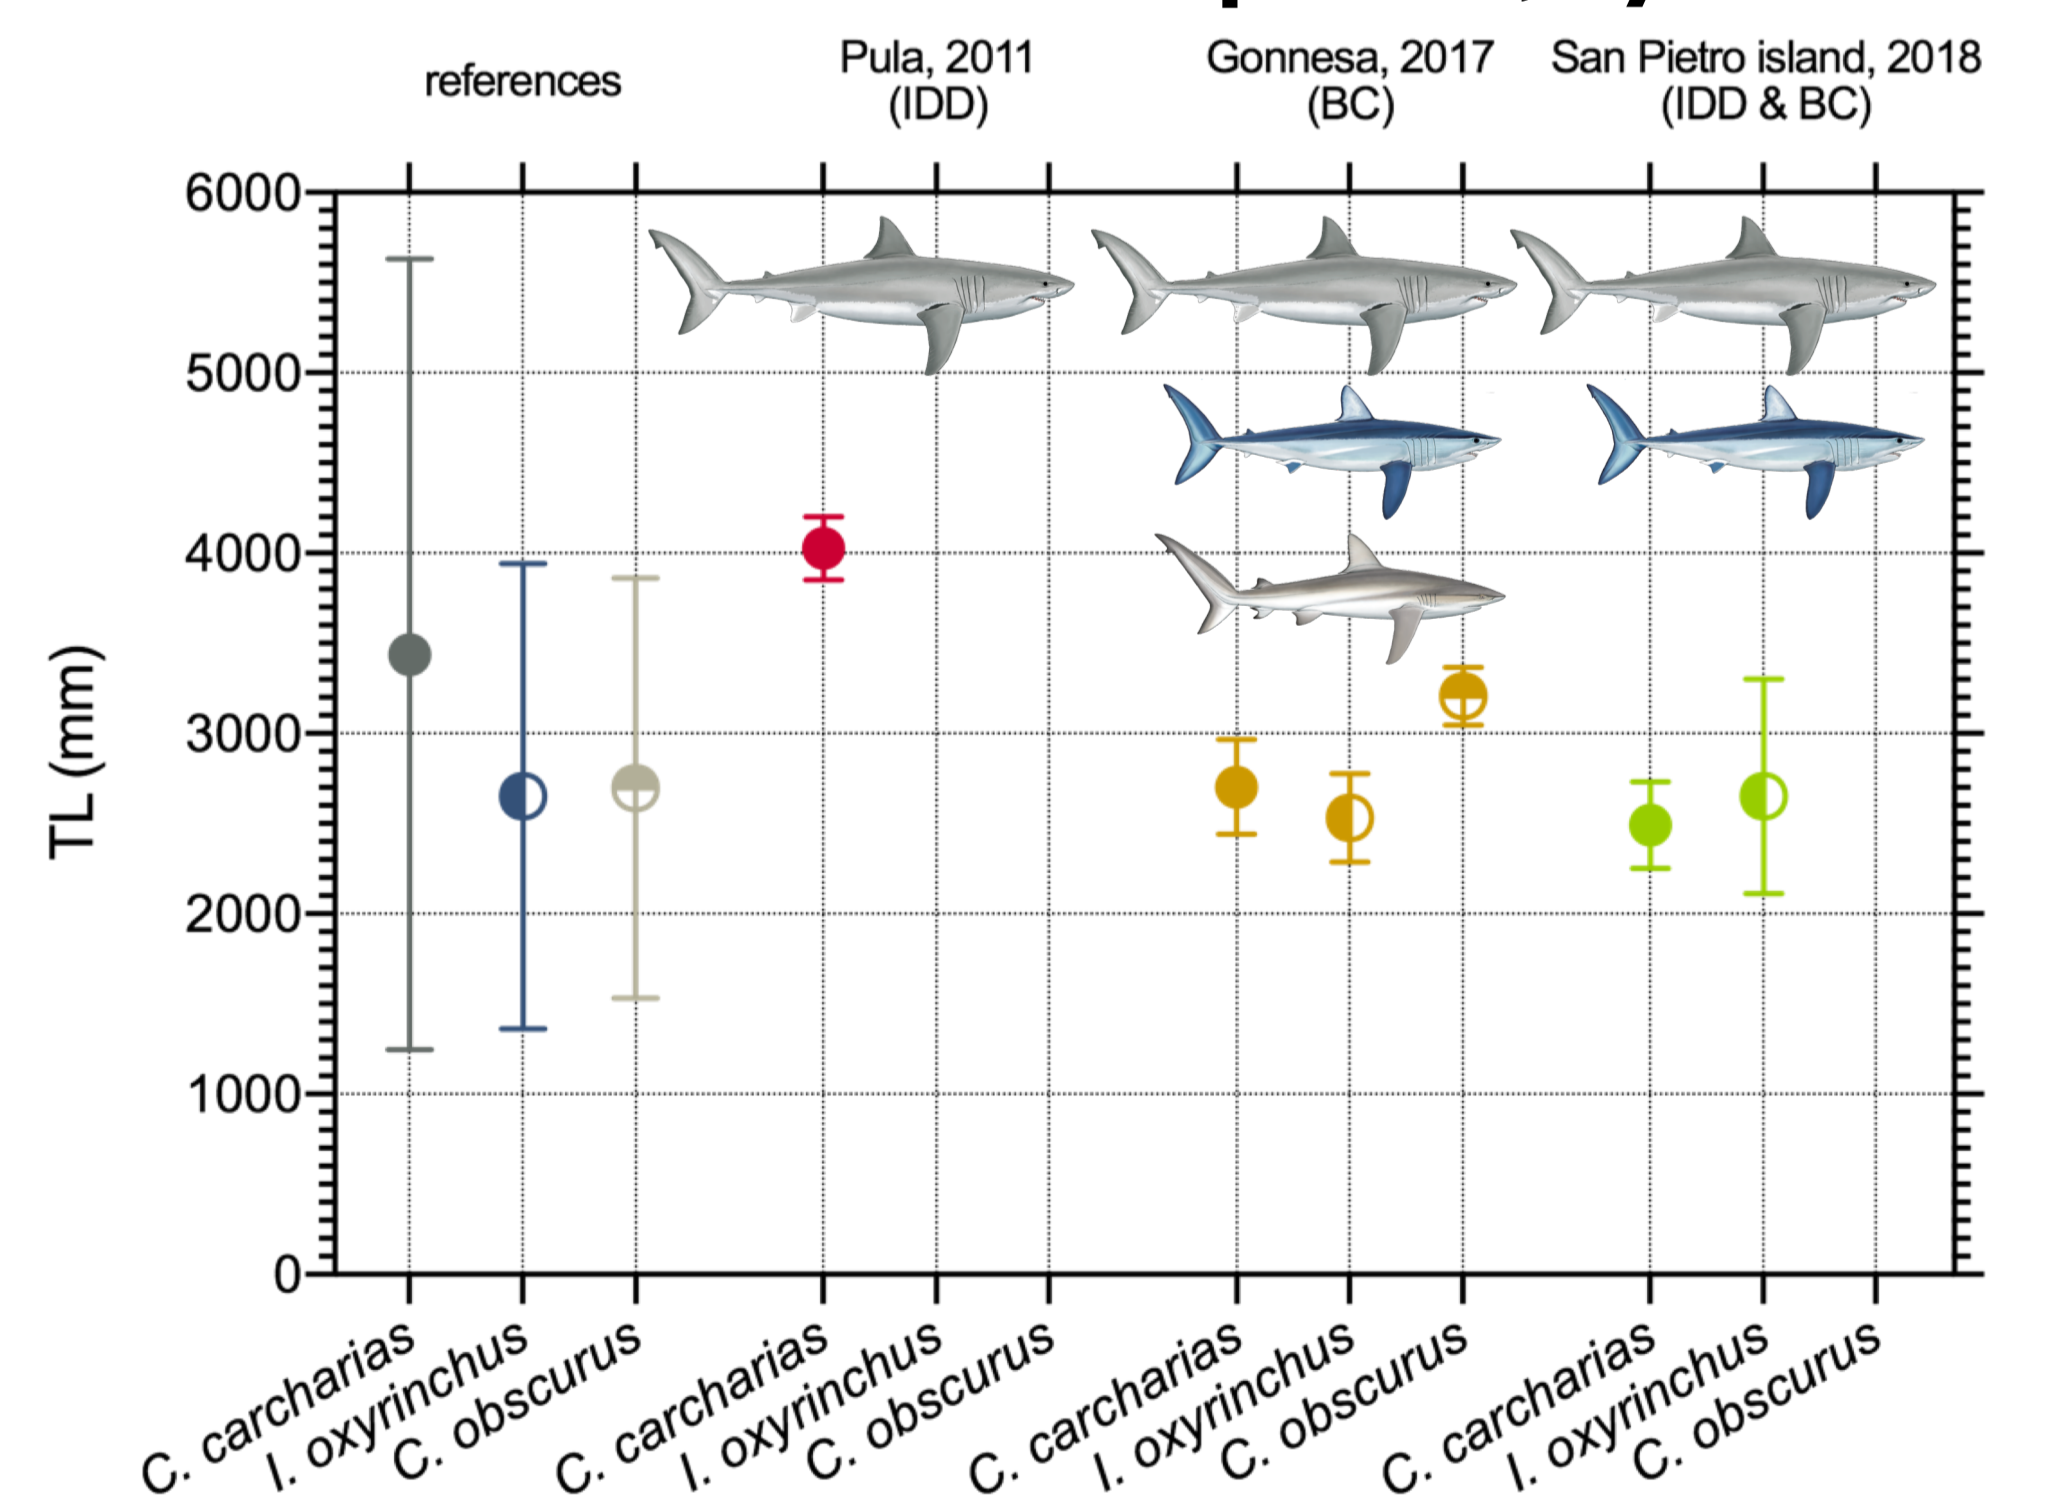 references
Pula, 2011
(IDD)
Gonnesa, 2017
(BC)
San Pietro island, 2018
(IDD & BC)
TL (mm)
6000
5000
4000
3000
2000
1000
0
C. carcharias
I. oxyrinchus
C. obscurus
C. carcharias
I. oxyrinchus
C. obscurus
C. carcharias
I. oxyrinchus
C. obscurus
C. carcharias
I. oxyrinchus
C. obscurus